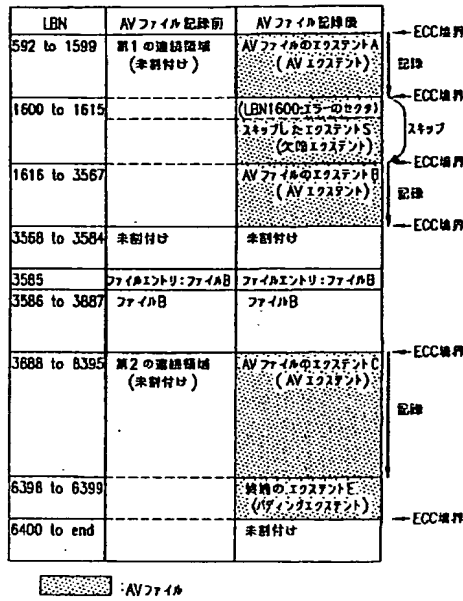 LBN AVファイル記録前 AVファイル記録後
ECC境界
592 to 1599 第1の連続領域 AVファイルのエクステントA
(未割付け) (AVエクステント)
記録
ECC境界
1600 to 1615 (LBN1600:エラーのセクタ)
スキップしたエクステントS
(欠陥エクステント)
スキップ
ECC境界
1616 to 3567 AVファイルのエクステントB
(AVエクステント)
記録
ECC境界
3568 to 3584 未割付け 未割付け
3585 ファイルエントリ:ファイルB ファイルエントリ:ファイルB
3586 to 3887 ファイルB ファイルB
ECC境界
3888 to 8395 第2の連続領域 AVファイルのエクステントC
(未割付け) (AVエクステント)
記録
6398 to 6399 終端のエクステントE
(パディングエクステント)
ECC境界
6400 to end 未割付け
:AVファイル